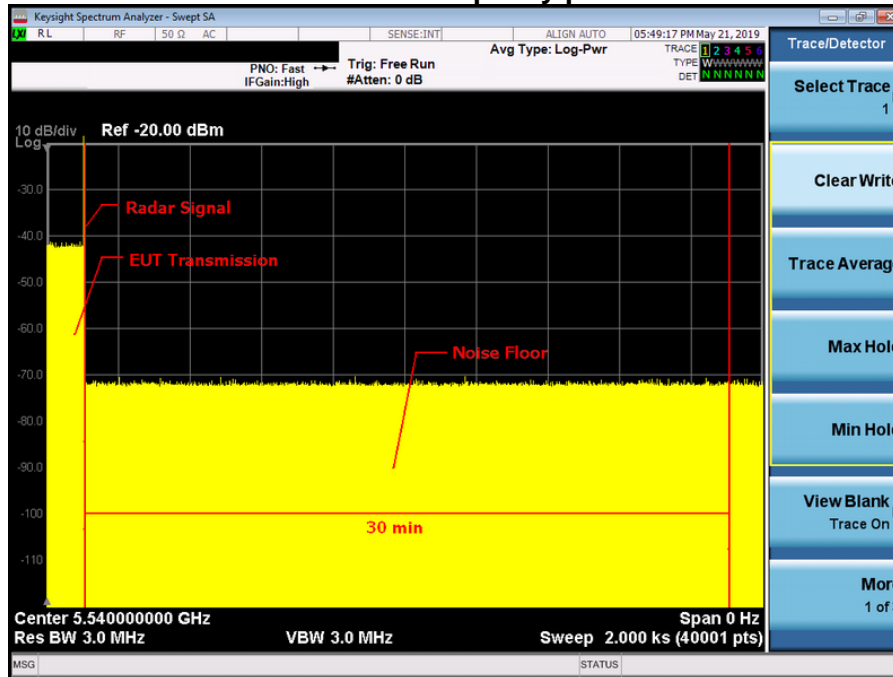 Keysight Spectrum Analyzer - Swept SA
LXI RL RF 50 Ω AC SENSE:INT ALIGN AUTO 05:49:17 PM May 21, 2019
Avg Type: Log-Pwr
TRACE 1 2 3 4 5 6
TYPE WWWWWW
DET N N N N N N
PNO: Fast
IFGain:High
Trig: Free Run
#Atten: 0 dB
Trace/Detector
Select Trace
1
Clear Write
Trace Average
Max Hold
Min Hold
View Blank
Trace On
More
1 of
10 dB/div
Log
Ref -20.00 dBm
-30.0
-40.0
-50.0
-60.0
-70.0
-80.0
-90.0
-100
-110
Radar Signal
EUT Transmission
Noise Floor
30 min
Center 5.540000000 GHz
Span 0 Hz
Res BW 3.0 MHz
VBW 3.0 MHz
Sweep 2.000 ks (40001 pts)
MSG
STATUS